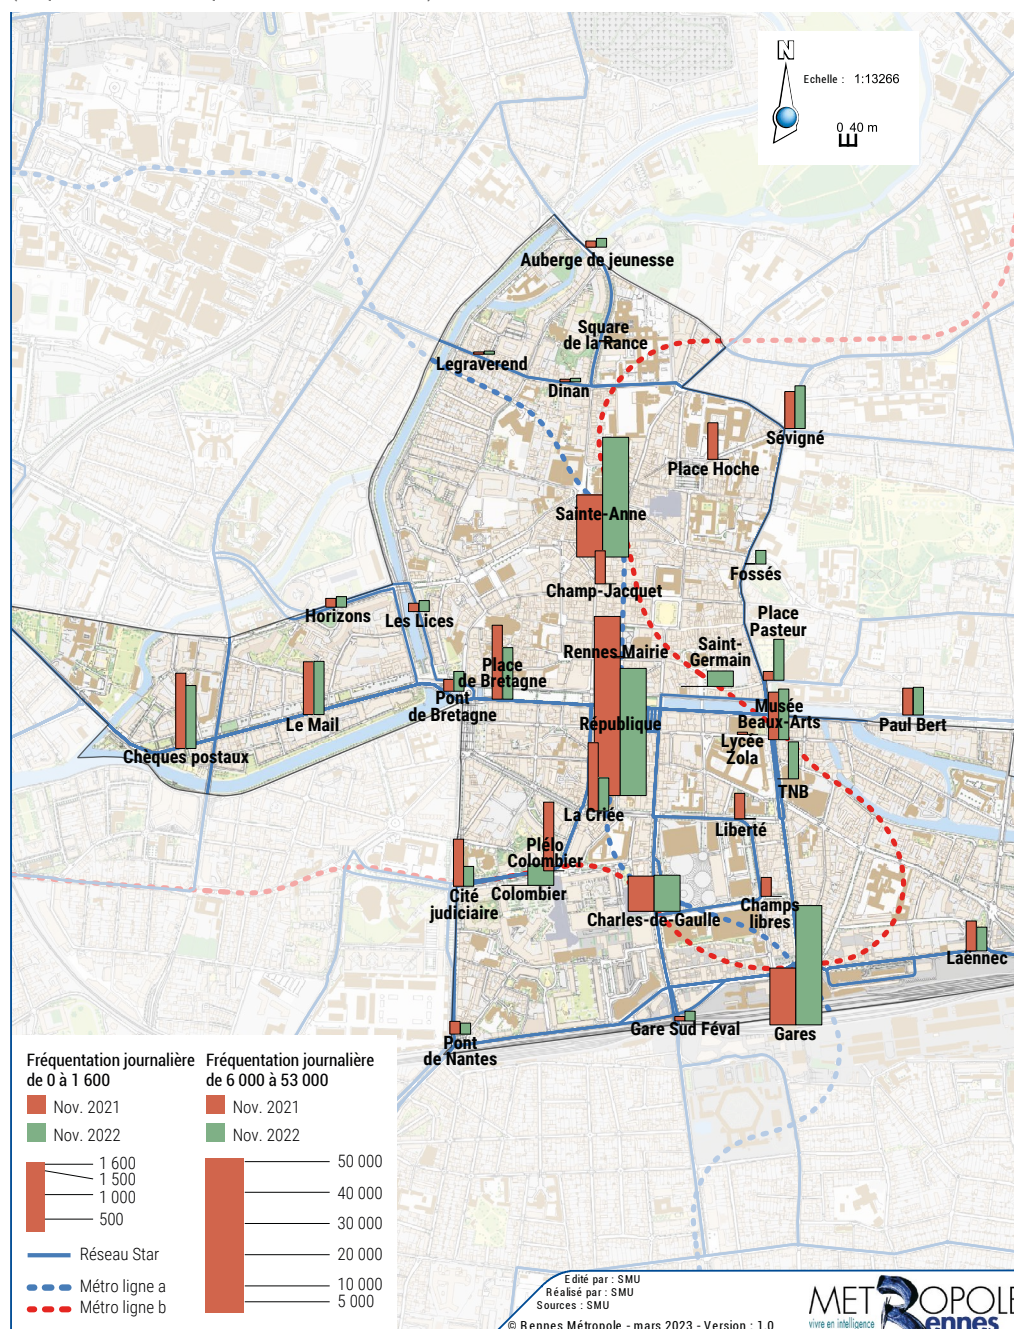 N
Echelle : 1:13266
0 40 m
Auberge de jeunesse
Square
de la Rance
Legraverend
Dinan
Sévigné
Place Hoche
Sainte-Anne
Fossés
Champ-Jacquet
Horizons
Les Lices
Place
Pasteur
Rennes Mairie
Saint-
Germain
Place
de Bretagne
Pont
de Bretagne
Le Mail
République
Musée
Beaux-Arts
Paul Bert
Chèques postaux
Lycée
Zola
TNB
La Criée
Liberté
Plélo
Colombier
Colombier
Cité
judiciaire
Charles-de-Gaulle
Champs
libres
Laënnec
Gare Sud Féval
Gares
Pont
de Nantes
Fréquentation journalière
de 0 à 1 600
Nov. 2021
Nov. 2022
1 600
1 500
1 000
500
Fréquentation journalière
de 6 000 à 53 000
Nov. 2021
Nov. 2022
50 000
40 000
30 000
20 000
10 000
5 000
Réseau Star
Métro ligne a
Métro ligne b
Edité par : SMU
Réalisé par : SMU
Sources : SMU
© Rennes Métropole - mars 2023 - Version : 1.0
METROPOLE
vivre en intelligence
Rennes